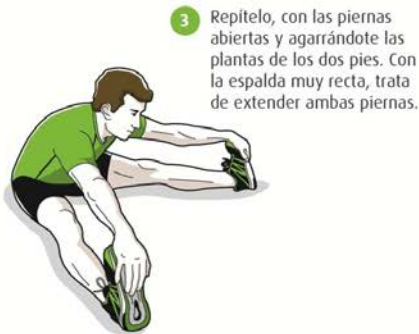 3 Repítelo, con las piernas
abiertas y agarrándote las
plantas de los dos pies. Con
la espalda muy recta, trata
de extender ambas piernas.